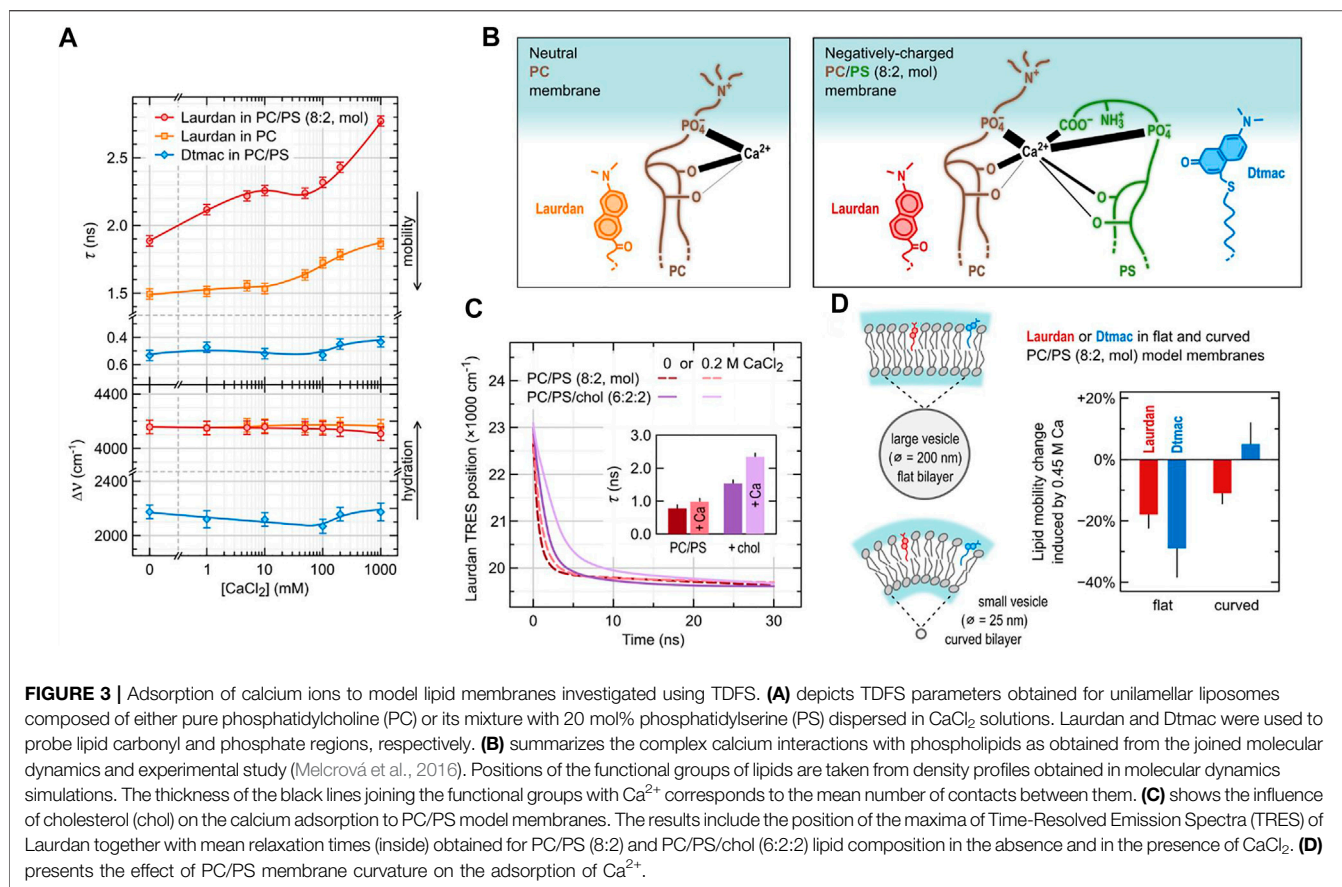 A
Laurdan in PC/PS (8:2, mol)
Laurdan in PC
Dtmac in PC/PS
2.5
2.0
1.5
0.4
0.6
τ (ns)
mobility
4400
4000
2400
2000
Δν (cm⁻¹)
hydration
0 1 10 100 1000
[CaCl₂] (mM)
B
Neutral
PC
membrane
N⁺
PO₄⁻
Ca²⁺
O
O
N
O
Laurdan
PC
Negatively-charged
PC/PS (8:2, mol)
membrane
N⁺
PO₄⁻
COO⁻
NH₃⁺
PO₄⁻
Ca²⁺
O
O
O
O
N
O
Laurdan
PC
PS
N
O
S
Dtmac
C
0 or 0.2 M CaCl₂
PC/PS (8:2, mol)
PC/PS/chol (6:2:2)
24
23
22
21
20
Laurdan TRES position (×1000 cm⁻¹)
3.0
2.0
1.0
0.0
τ (ns)
+ Ca
+ Ca
PC/PS + chol
0 10 20 30
Time (ns)
D
Laurdan or Dtmac in flat and curved
PC/PS (8:2, mol) model membranes
large vesicle
(ø = 200 nm)
flat bilayer
small vesicle
(ø = 25 nm)
curved bilayer
Lipid mobility change
induced by 0.45 M Ca
+20%
0%
−20%
−40%
Laurdan
Dtmac
flat curved
FIGURE 3 | Adsorption of calcium ions to model lipid membranes investigated using TDFS. (A) depicts TDFS parameters obtained for unilamellar liposomes
composed of either pure phosphatidylcholine (PC) or its mixture with 20 mol% phosphatidylserine (PS) dispersed in CaCl₂ solutions. Laurdan and Dtmac were used to
probe lipid carbonyl and phosphate regions, respectively. (B) summarizes the complex calcium interactions with phospholipids as obtained from the joined molecular
dynamics and experimental study (Melcrová et al., 2016). Positions of the functional groups of lipids are taken from density profiles obtained in molecular dynamics
simulations. The thickness of the black lines joining the functional groups with Ca²⁺ corresponds to the mean number of contacts between them. (C) shows the influence
of cholesterol (chol) on the calcium adsorption to PC/PS model membranes. The results include the position of the maxima of Time-Resolved Emission Spectra (TRES) of
Laurdan together with mean relaxation times (inside) obtained for PC/PS (8:2) and PC/PS/chol (6:2:2) lipid composition in the absence and in the presence of CaCl₂. (D)
presents the effect of PC/PS membrane curvature on the adsorption of Ca²⁺.